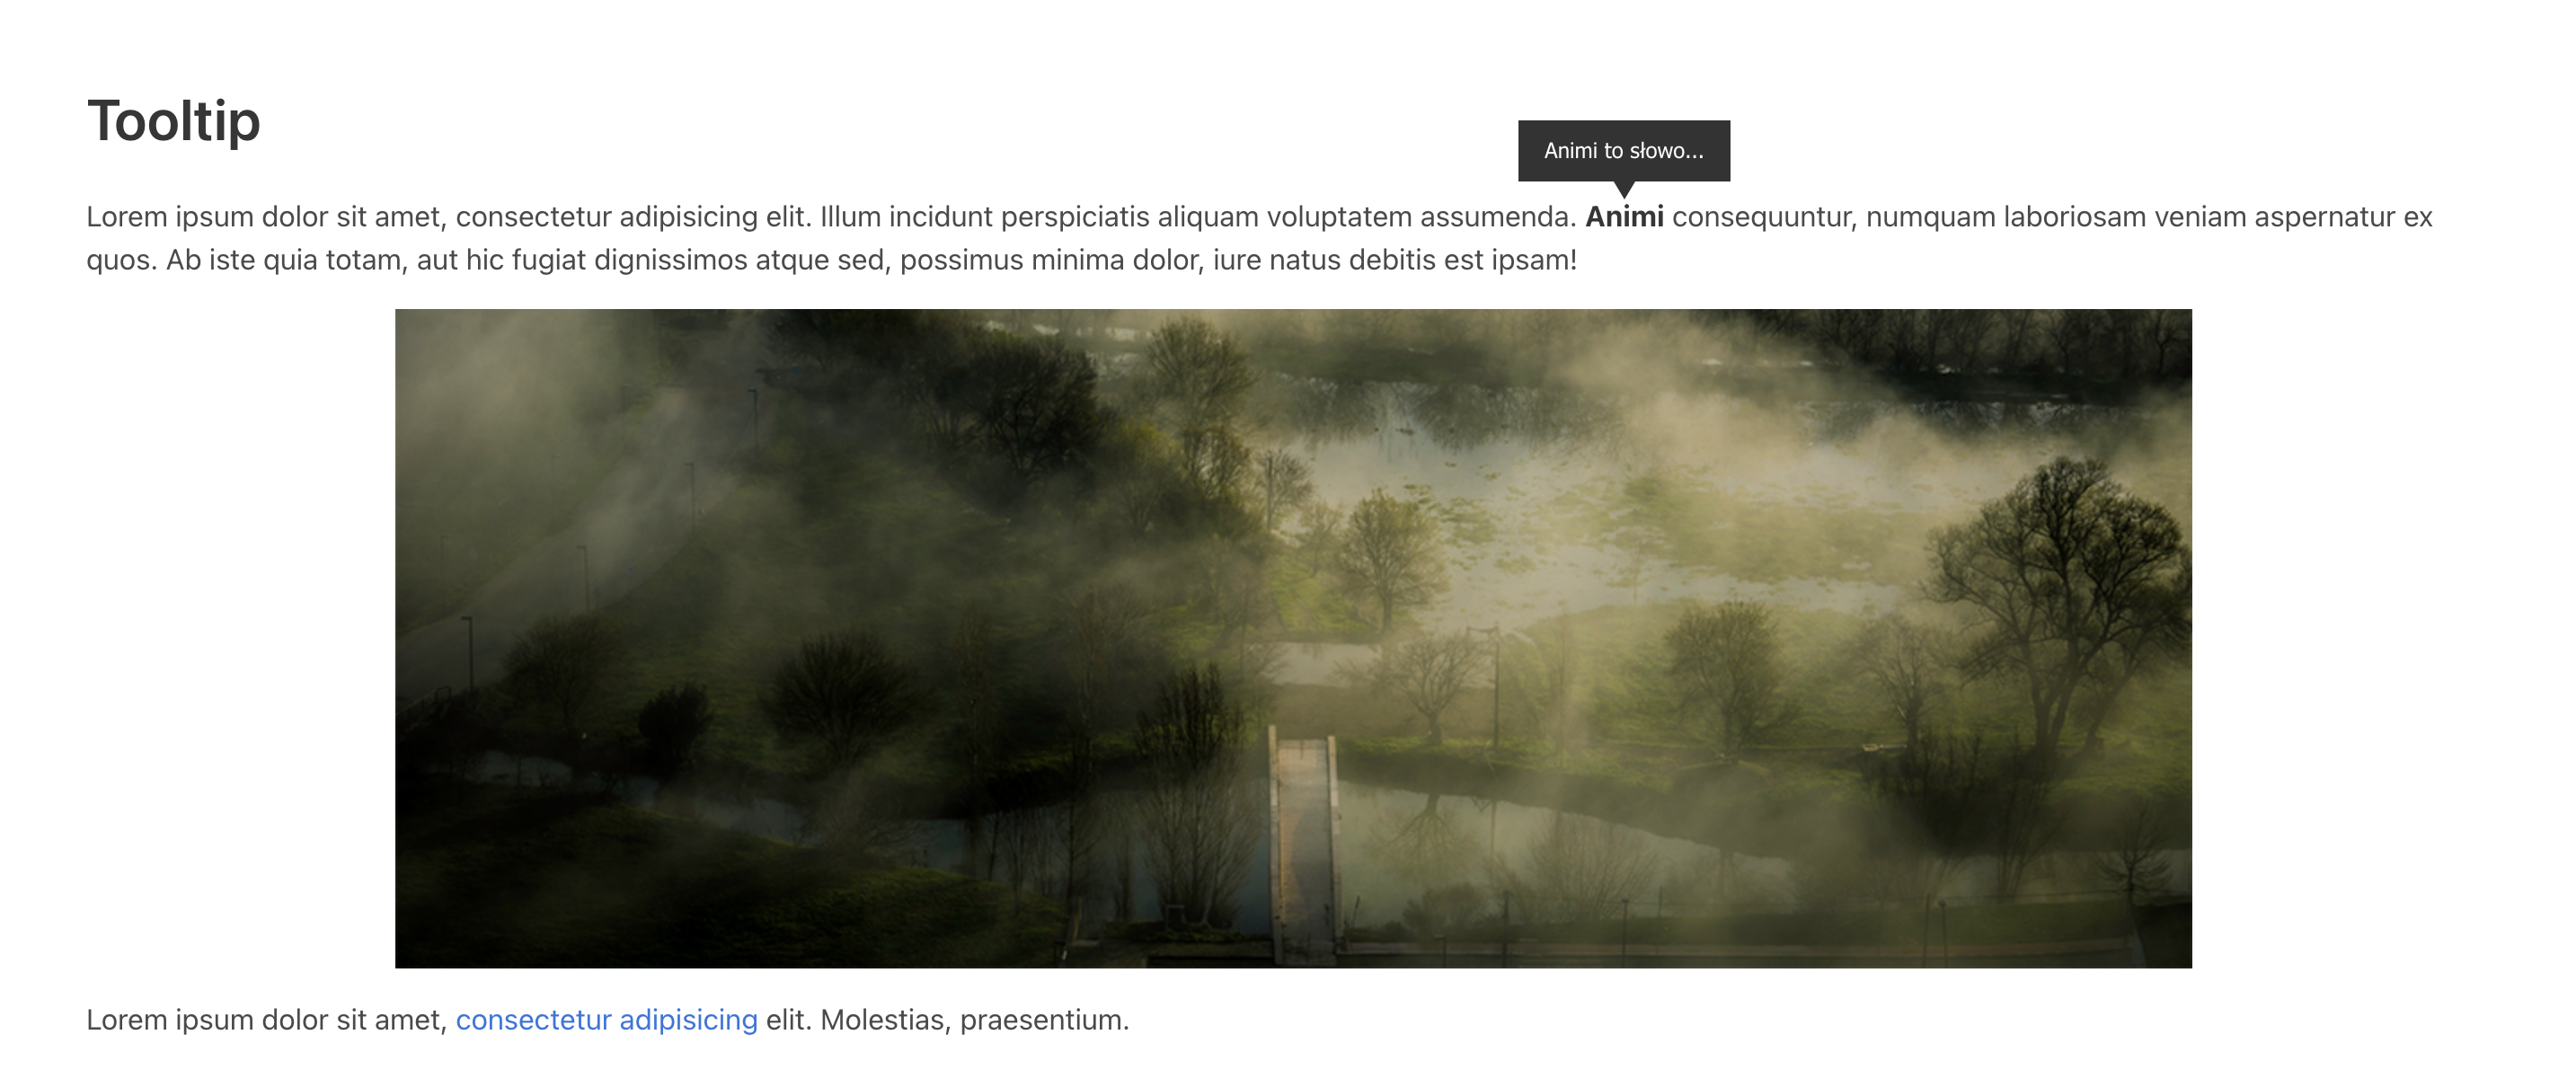 Tooltip
Animi to słowo...
Lorem ipsum dolor sit amet, consectetur adipisicing elit. Illum incidunt perspiciatis aliquam voluptatem assumenda. Animi consequuntur, numquam laboriosam veniam aspernatur ex
quos. Ab iste quia totam, aut hic fugiat dignissimos atque sed, possimus minima dolor, iure natus debitis est ipsam!
Lorem ipsum dolor sit amet, consectetur adipisicing elit. Molestias, praesentium.